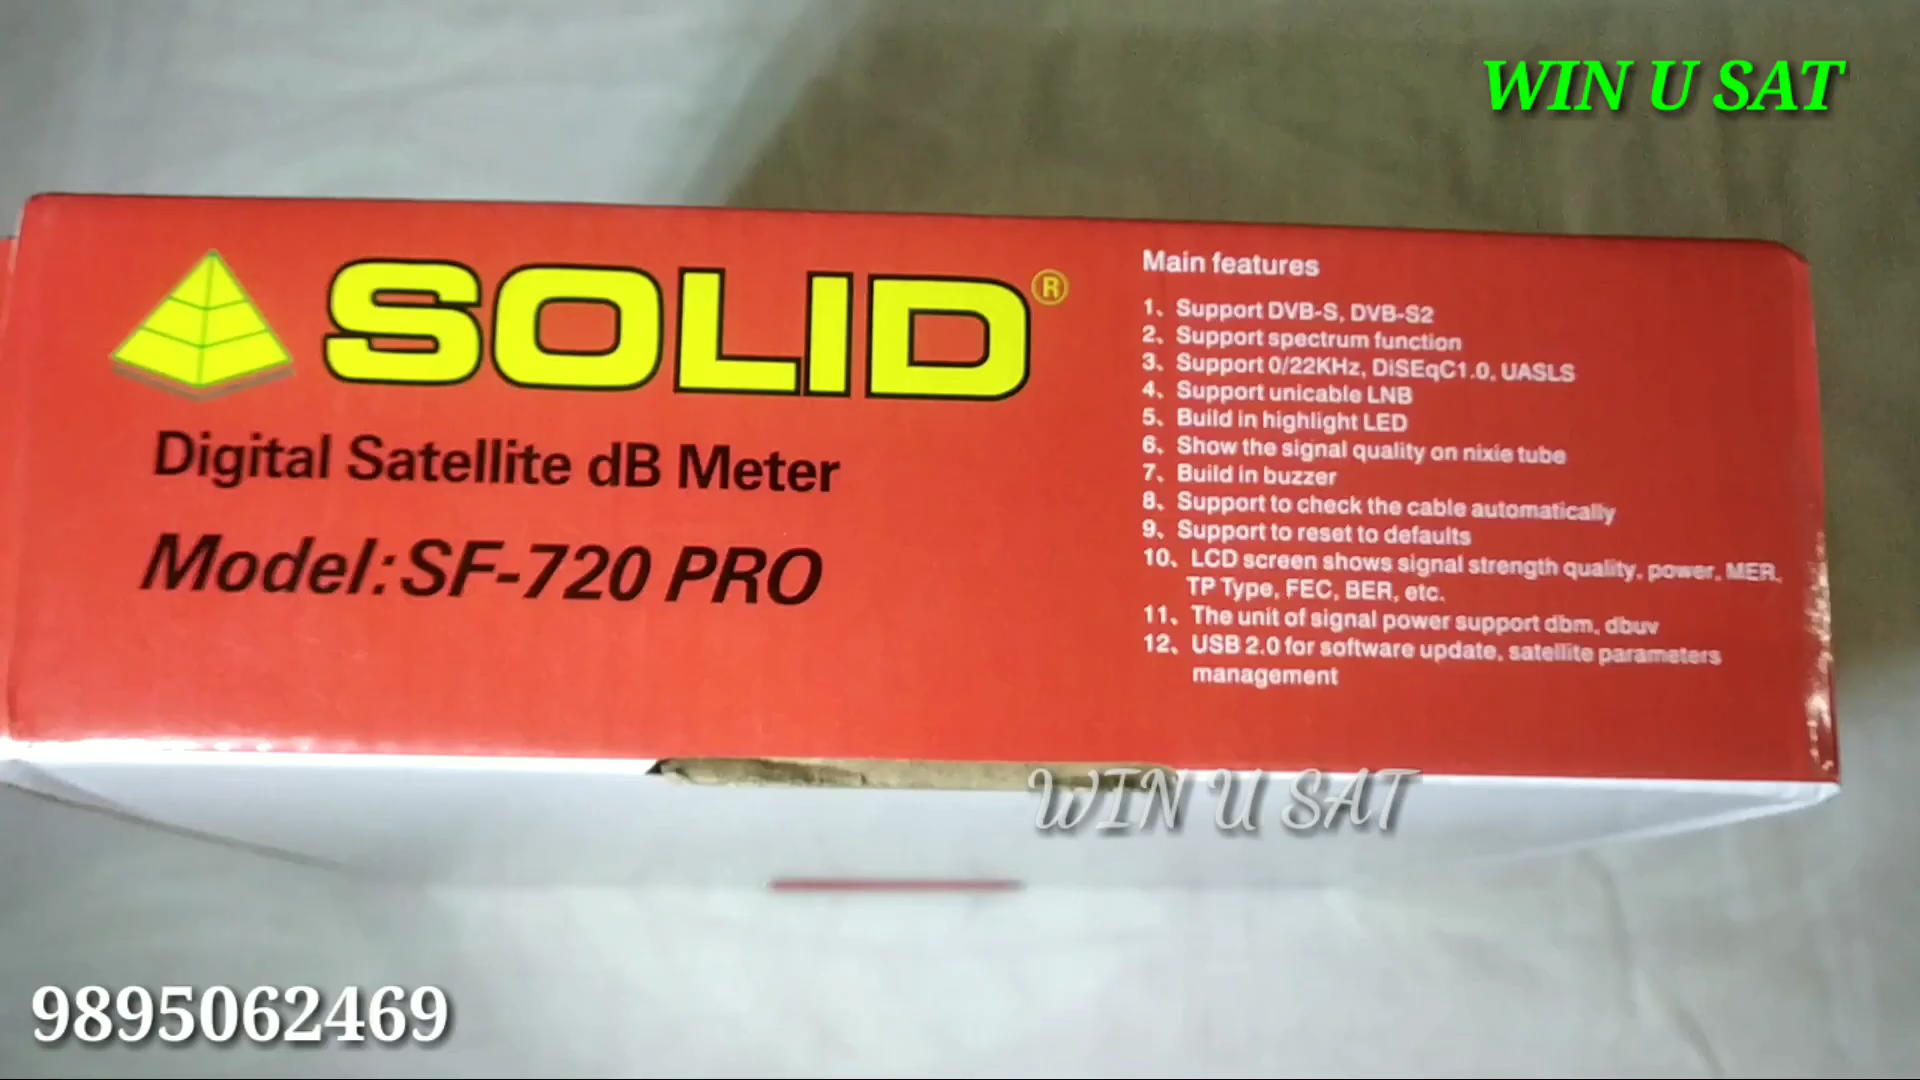 WIN U SAT
SOLID®
Digital Satellite dB Meter
Model: SF-720 PRO
Main features
1、Support DVB-S, DVB-S2
2、Support spectrum function
3、Support 0/22KHz, DiSEqC1.0, UASLS
4、Support unicable LNB
5、Build in highlight LED
6、Show the signal quality on nixie tube
7、Build in buzzer
8、Support to check the cable automatically
9、Support to reset to defaults
10、LCD screen shows signal strength quality, power, MER,
TP Type, FEC, BER, etc.
11、The unit of signal power support dbm, dbuv
12、USB 2.0 for software update, satellite parameters
management
WIN U SAT
9895062469